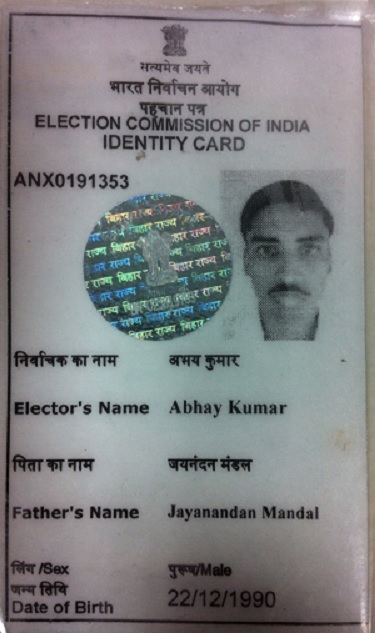 सत्यमेव जयते
भारत निर्वाचन आयोग
पहचान पत्र
ELECTION COMMISSION OF INDIA
IDENTITY CARD
ANX0191353
बिहार राज्य
निर्वाचक का नाम अभय कुमार
Elector's Name Abhay Kumar
पिता का नाम जयनंदन मंडल
Father's Name Jayanandan Mandal
लिंग /Sex पुरूष/Male
जन्म तिथि
Date of Birth 22/12/1990